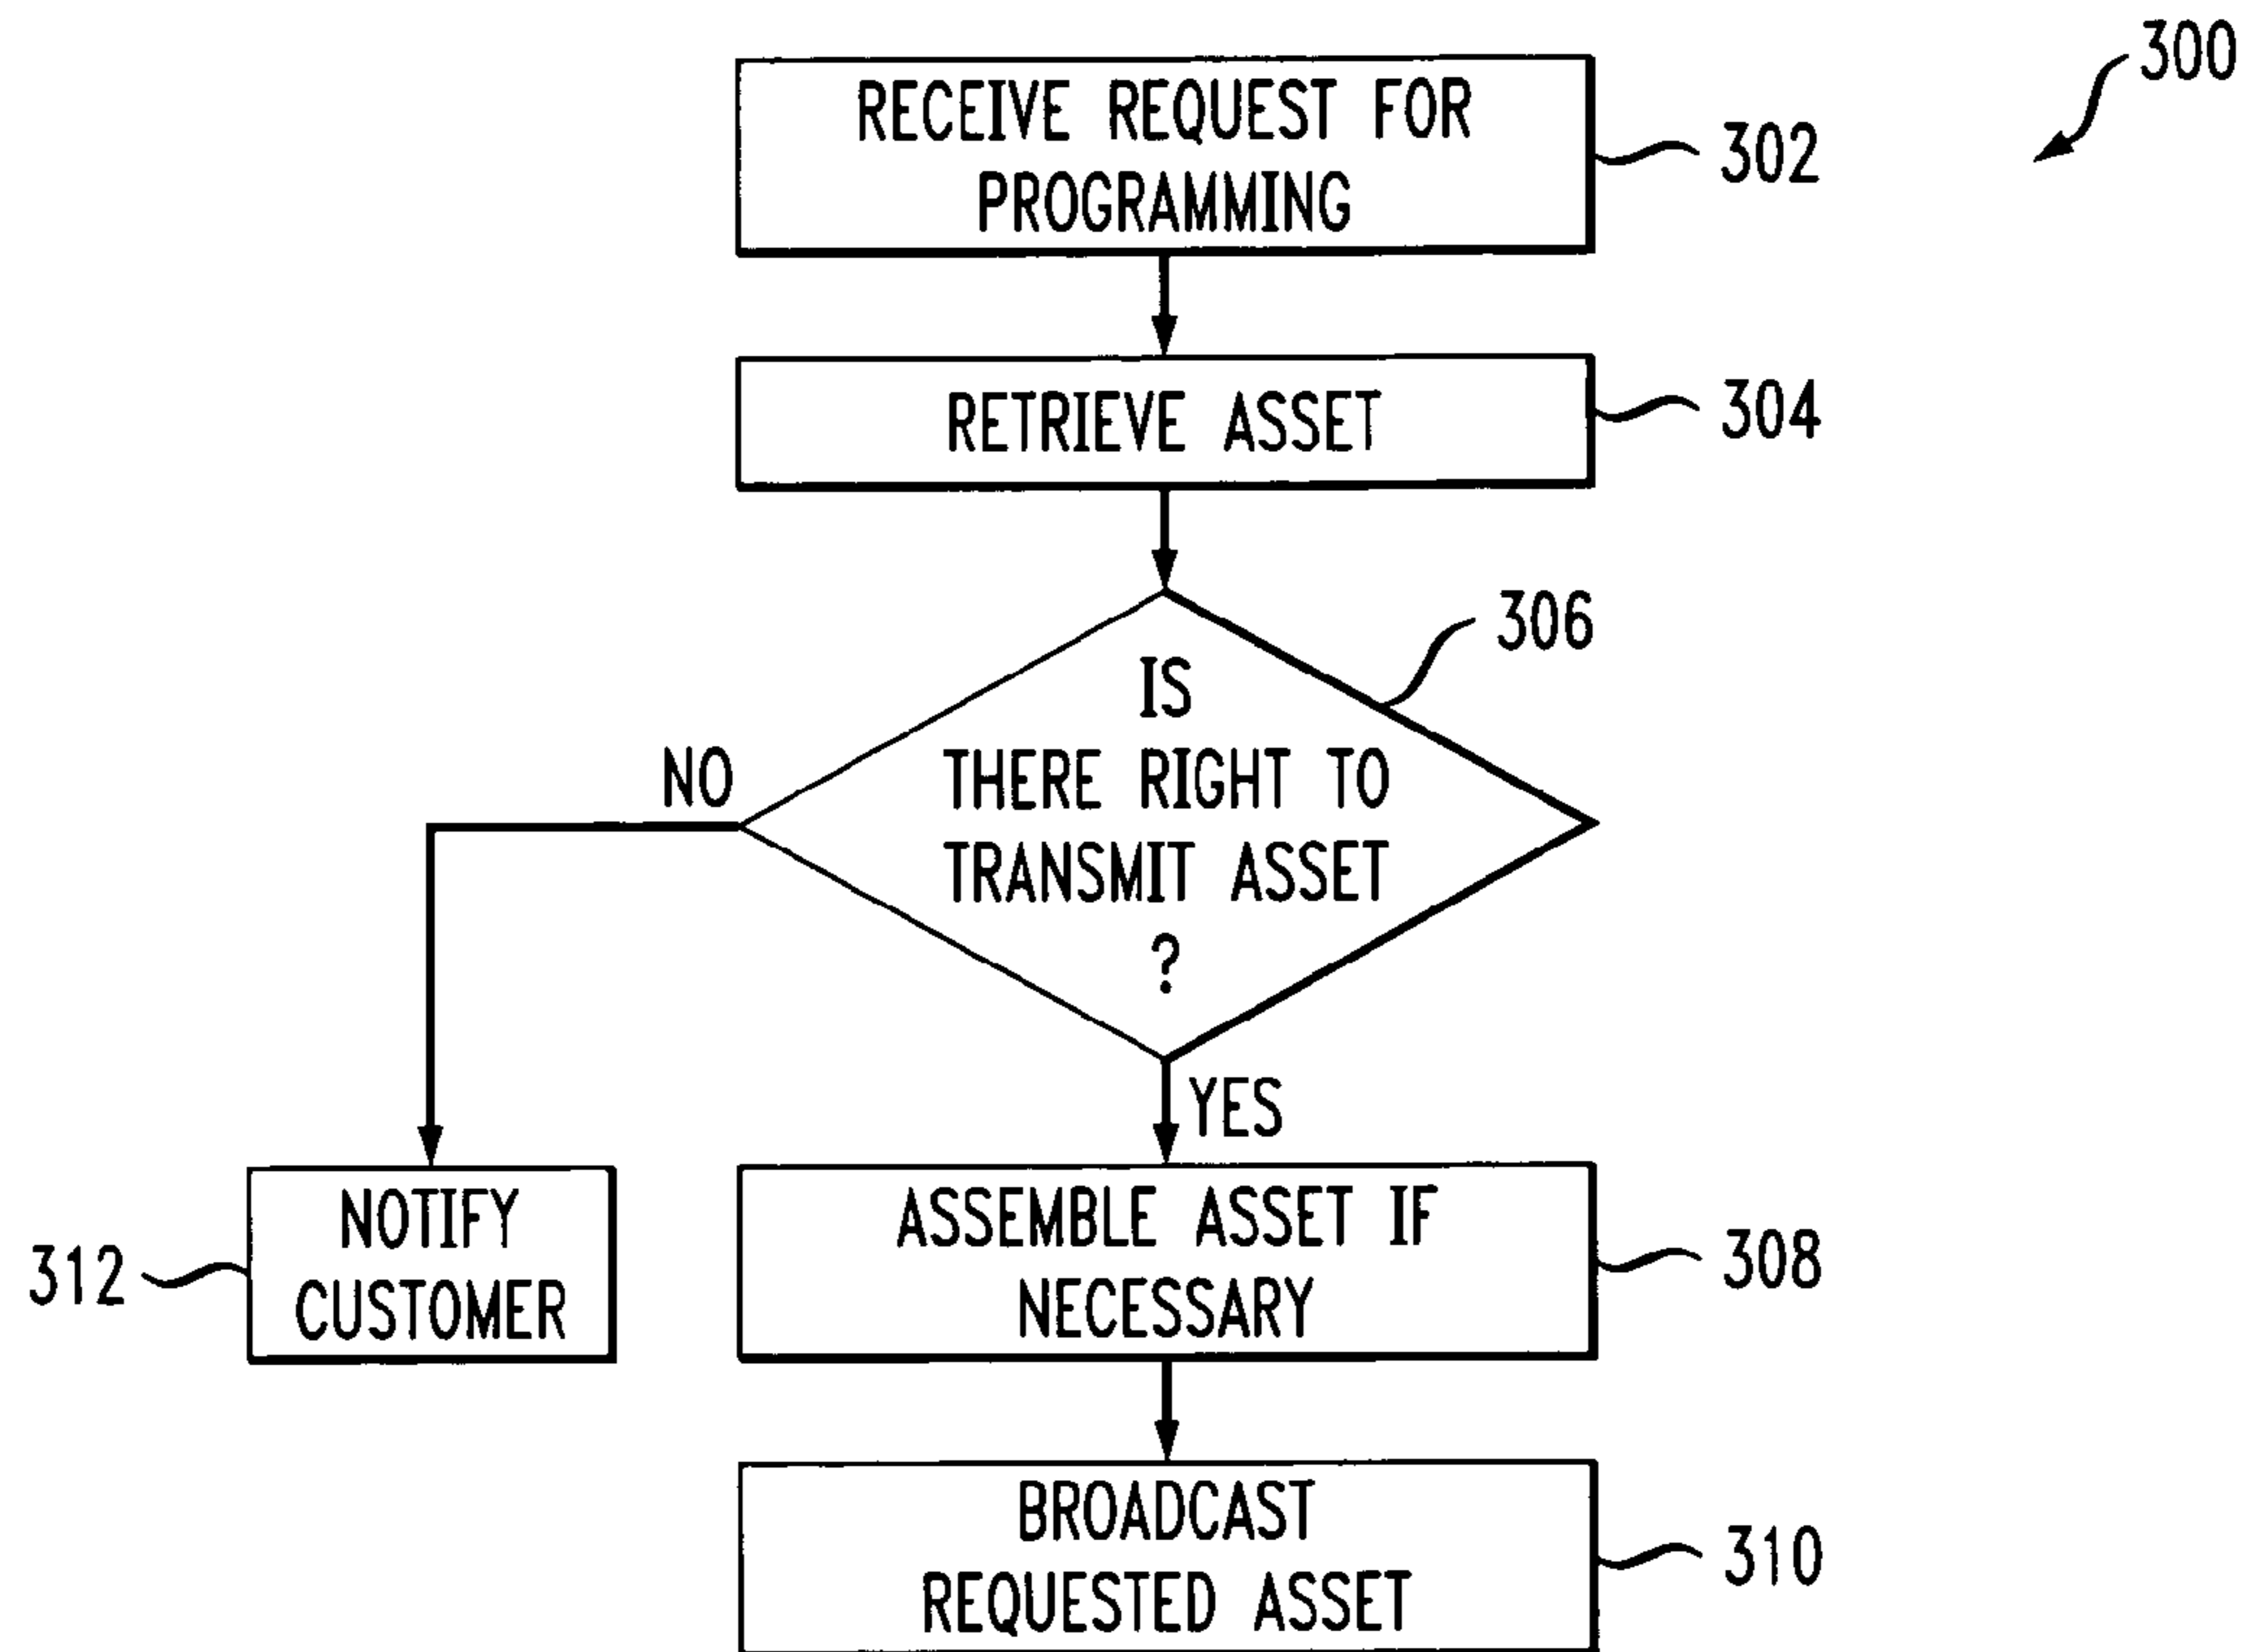 300
RECEIVE REQUEST FOR
PROGRAMMING
302
RETRIEVE ASSET
304
306
IS
THERE RIGHT TO
TRANSMIT ASSET
?
NO
YES
NOTIFY
CUSTOMER
312
ASSEMBLE ASSET IF
NECESSARY
308
BROADCAST
REQUESTED ASSET
310